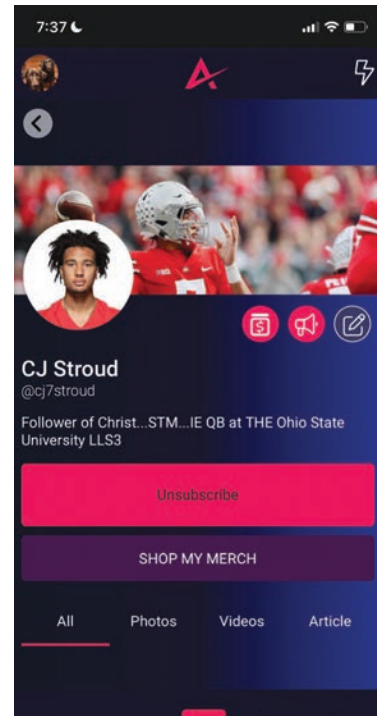 7:37
CJ Stroud
@cj7stroud
Follower of Christ...STM...IE QB at THE Ohio State
University LLS3
Unsubscribe
SHOP MY MERCH
All Photos Videos Article